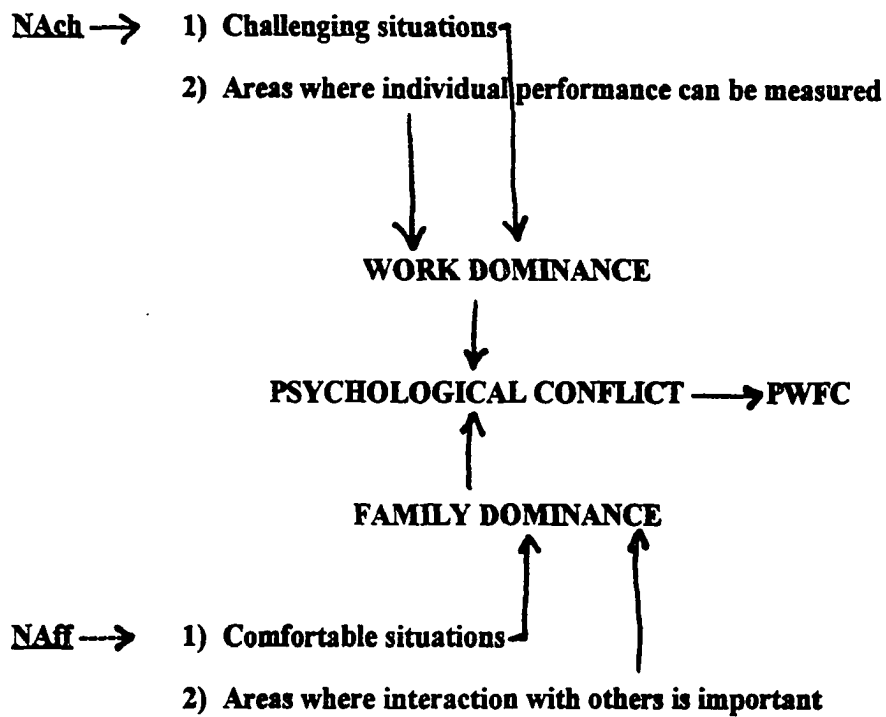 NAch → 1) Challenging situations
2) Areas where individual performance can be measured
WORK DOMINANCE
PSYCHOLOGICAL CONFLICT → PWFC
FAMILY DOMINANCE
NAff → 1) Comfortable situations
2) Areas where interaction with others is important